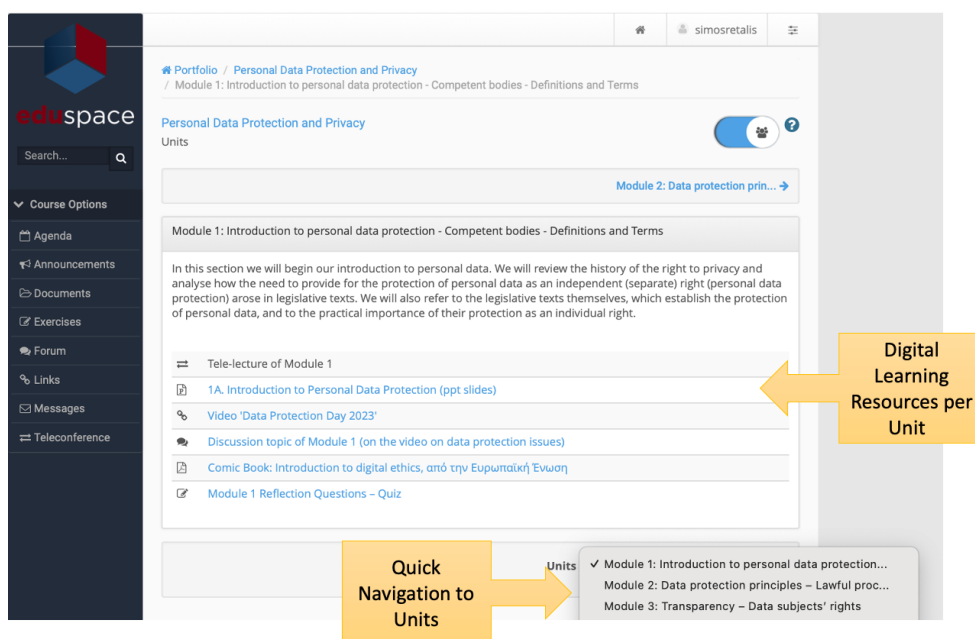 simosretalis
eduspace
Search...
Course Options
Agenda
Announcements
Documents
Exercises
Forum
Links
Messages
Teleconference
Portfolio / Personal Data Protection and Privacy
/ Module 1: Introduction to personal data protection - Competent bodies - Definitions and Terms
Personal Data Protection and Privacy
Units
Module 2: Data protection prin...
Module 1: Introduction to personal data protection - Competent bodies - Definitions and Terms
In this section we will begin our introduction to personal data. We will review the history of the right to privacy and
analyse how the need to provide for the protection of personal data as an independent (separate) right (personal data
protection) arose in legislative texts. We will also refer to the legislative texts themselves, which establish the protection
of personal data, and to the practical importance of their protection as an individual right.
Tele-lecture of Module 1
1A. Introduction to Personal Data Protection (ppt slides)
Video 'Data Protection Day 2023'
Discussion topic of Module 1 (on the video on data protection issues)
Comic Book: Introduction to digital ethics, από την Ευρωπαϊκή Ένωση
Module 1 Reflection Questions – Quiz
Digital
Learning
Resources per
Unit
Quick
Navigation to
Units
Units
✓ Module 1: Introduction to personal data protection...
Module 2: Data protection principles – Lawful proc...
Module 3: Transparency – Data subjects' rights